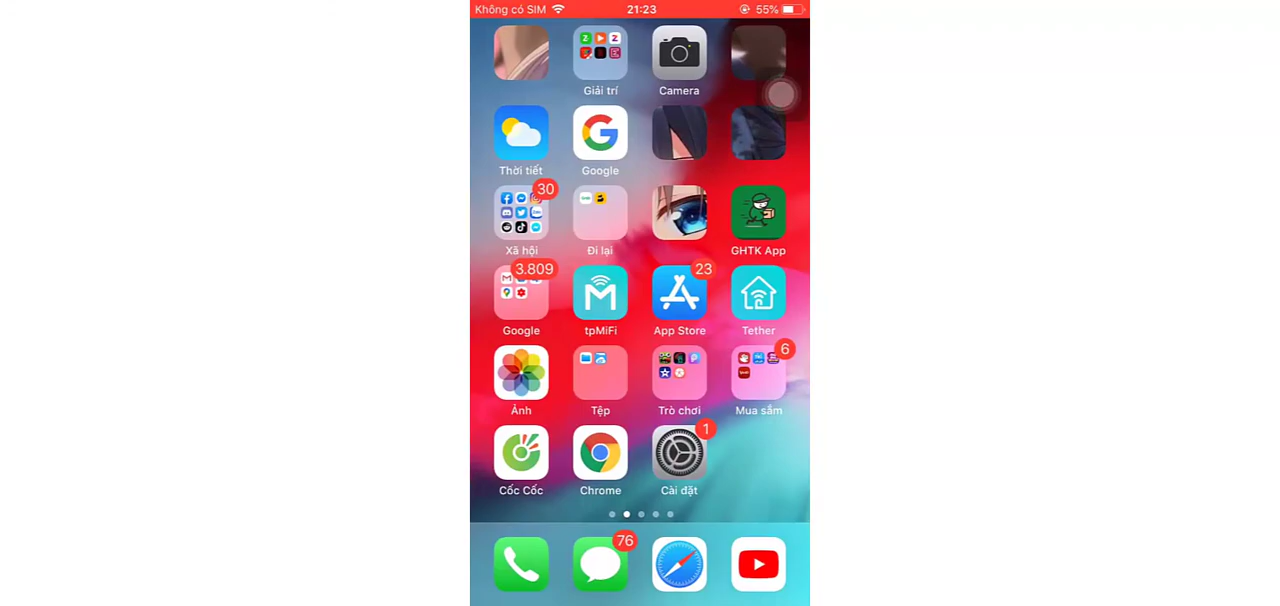 Không có SIM 21:23 55%
Giải trí Camera
Thời tiết Google
30
Xã hội Đi lại GHTK App
3.809 23
Google tpMiFi App Store Tether
6
Ảnh Tệp Trò chơi Mua sắm
1
Cốc Cốc Chrome Cài đặt
76